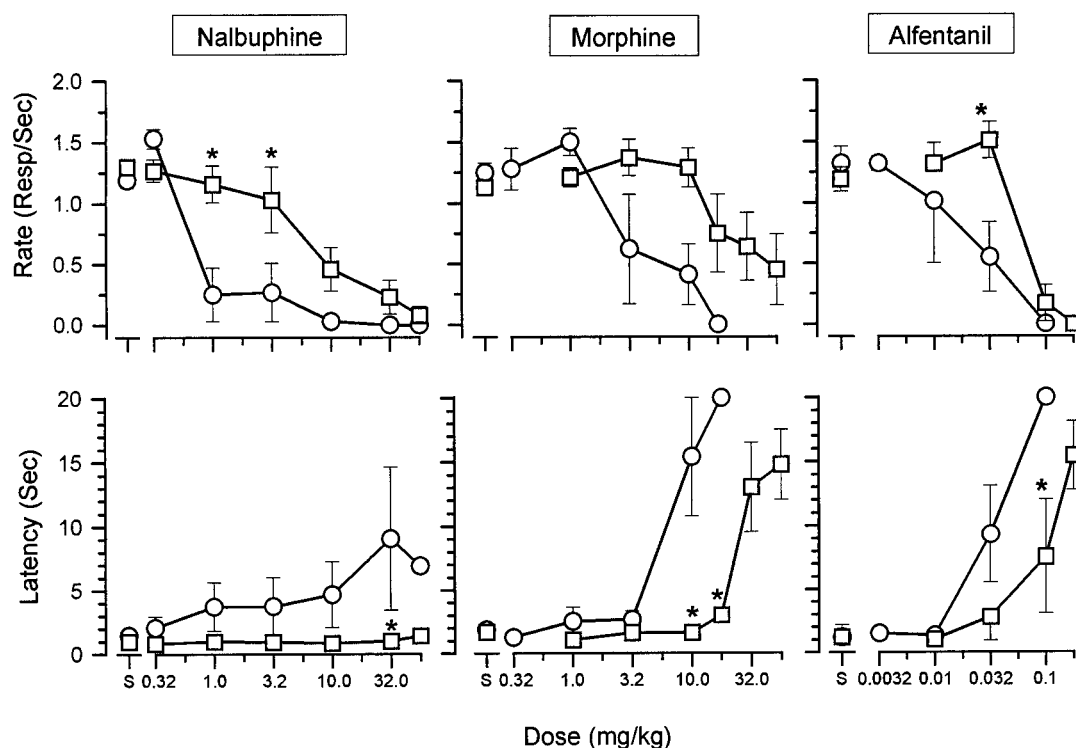 Nalbuphine Morphine Alfentanil
Rate (Resp/Sec)
2.0
1.5
1.0
0.5
0.0
* * *
Latency (Sec)
20
15
10
5
0
* * * *
S 0.32 1.0 3.2 10.0 32.0 S 0.32 1.0 3.2 10.0 32.0 S 0.0032 0.01 0.032 0.1
Dose (mg/kg)